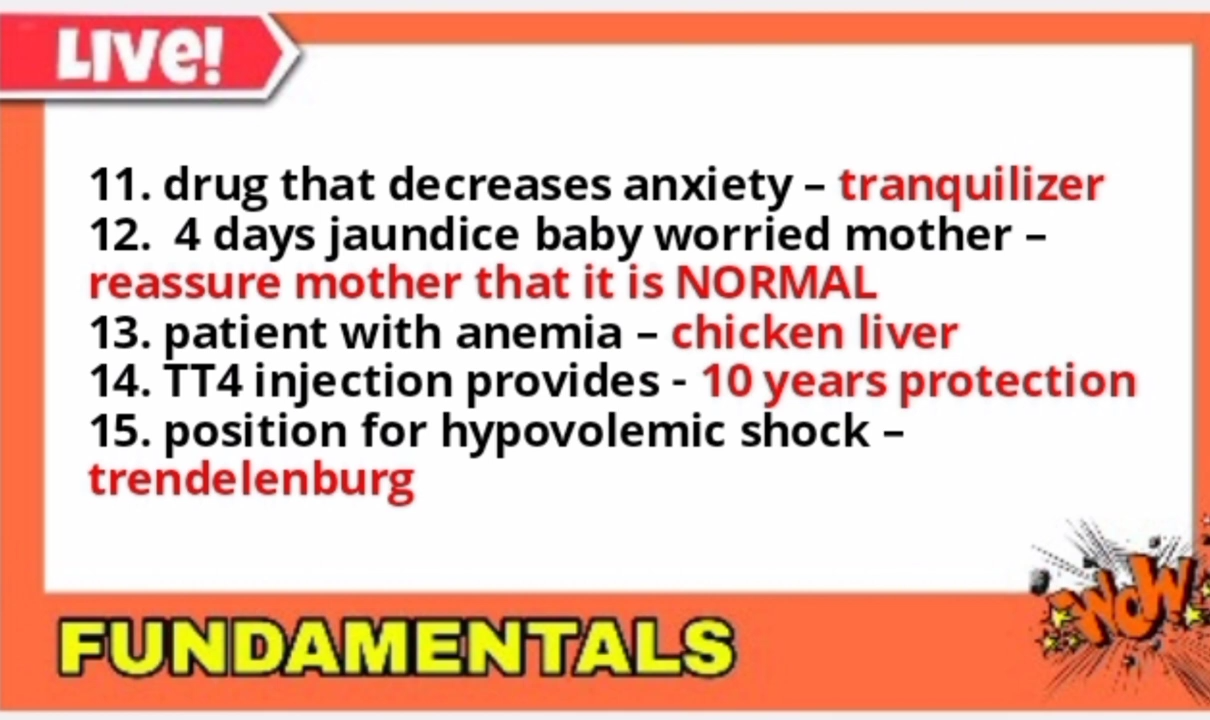 LIVe!
11. drug that decreases anxiety – tranquilizer
12.  4 days jaundice baby worried mother –
reassure mother that it is NORMAL
13. patient with anemia – chicken liver
14. TT4 injection provides - 10 years protection
15. position for hypovolemic shock –
trendelenburg
WOW
FUNDAMENTALS